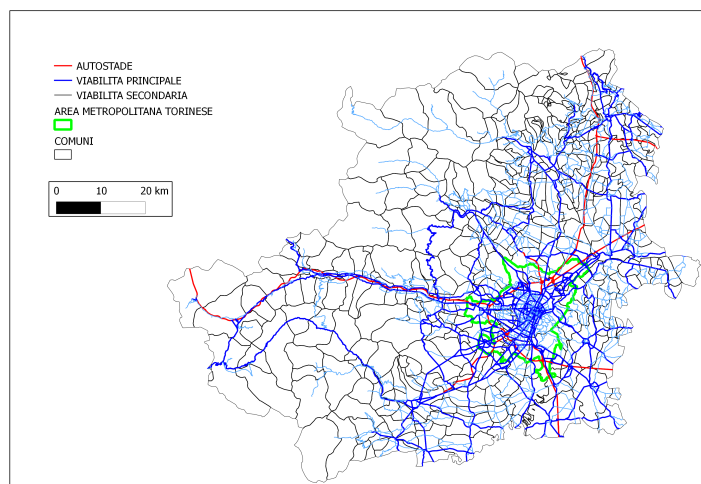 AUTOSTADE
VIABILITA PRINCIPALE
VIABILITA SECONDARIA
AREA METROPOLITANA TORINESE
COMUNI
0 10 20 km